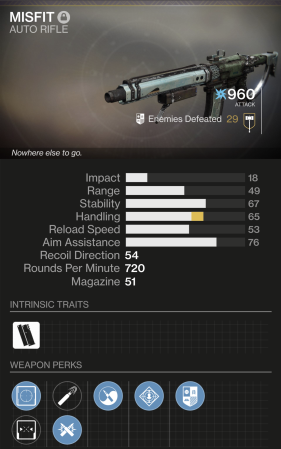 MISFIT
AUTO RIFLE
960
ATTACK
Enemies Defeated 29
Nowhere else to go.
Impact 18
Range 49
Stability 67
Handling 65
Reload Speed 53
Aim Assistance 76
Recoil Direction 54
Rounds Per Minute 720
Magazine 51
INTRINSIC TRAITS
WEAPON PERKS